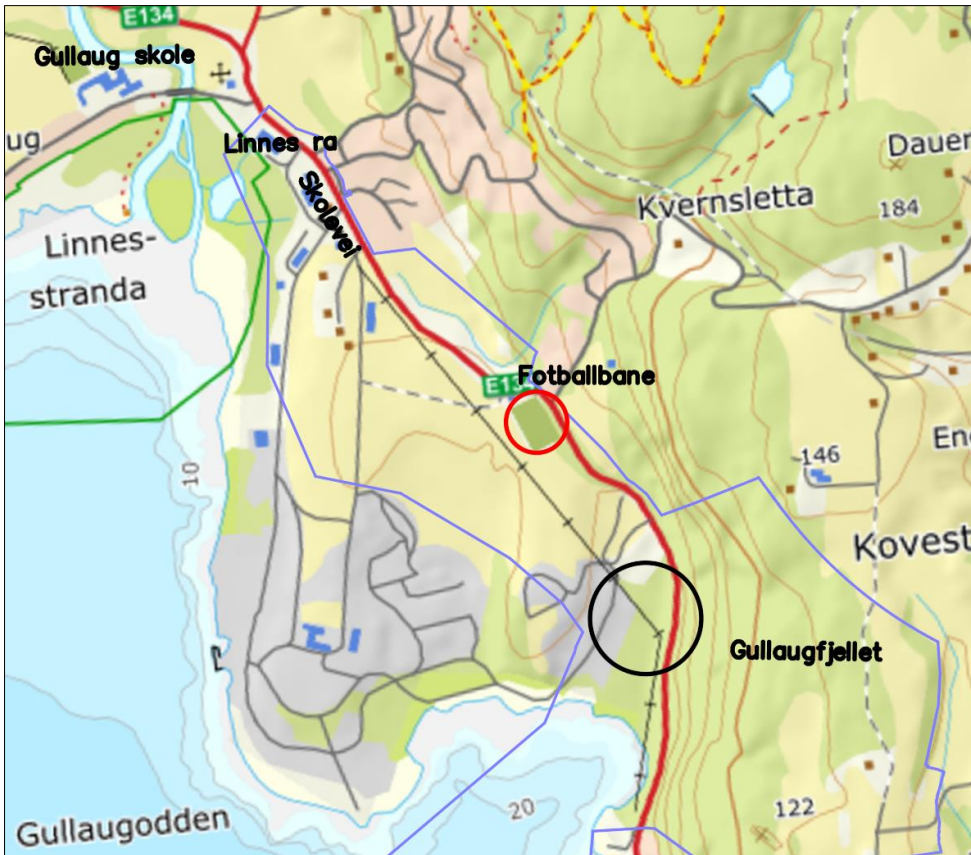 E134
Gullaug skole
ug
Linnes ra
Skolevei
Dauer
Kvernsletta
184
Linnes-
stranda
E134
Fotballbane
146
En
10
Kovest
Gullaugfjellet
20
122
Gullaugodden